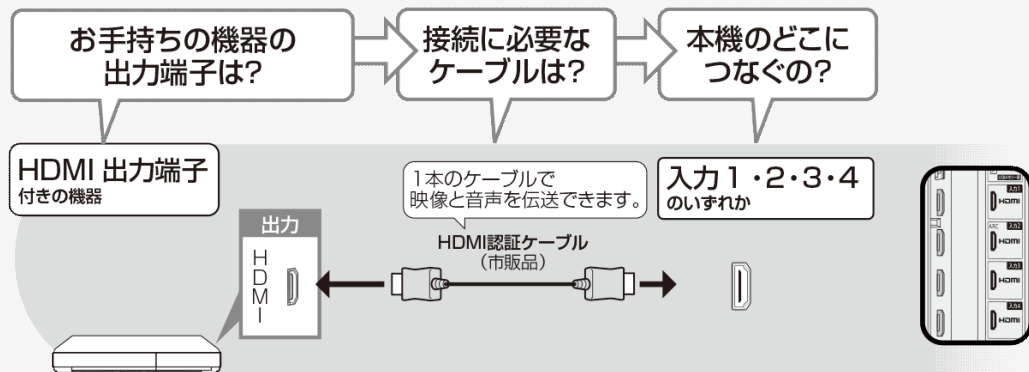 お手持ちの機器の
出力端子は?
接続に必要な
ケーブルは?
本機のどこに
つなぐの?
HDMI 出力端子
付きの機器
1本のケーブルで
映像と音声を伝送できます。
HDMI認証ケーブル
(市販品)
入力1・2・3・4
のいずれか
出力
HDMI
入力1
HDMI
ARC 入力2
HDMI
入力3
HDMI
入力4
HDMI